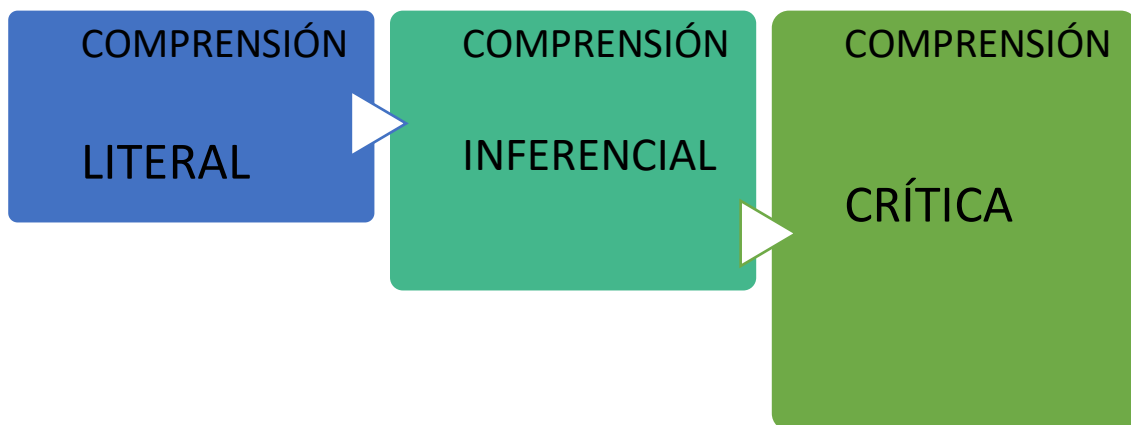 COMPRENSIÓN
LITERAL
COMPRENSIÓN
INFERENCIAL
COMPRENSIÓN
CRÍTICA